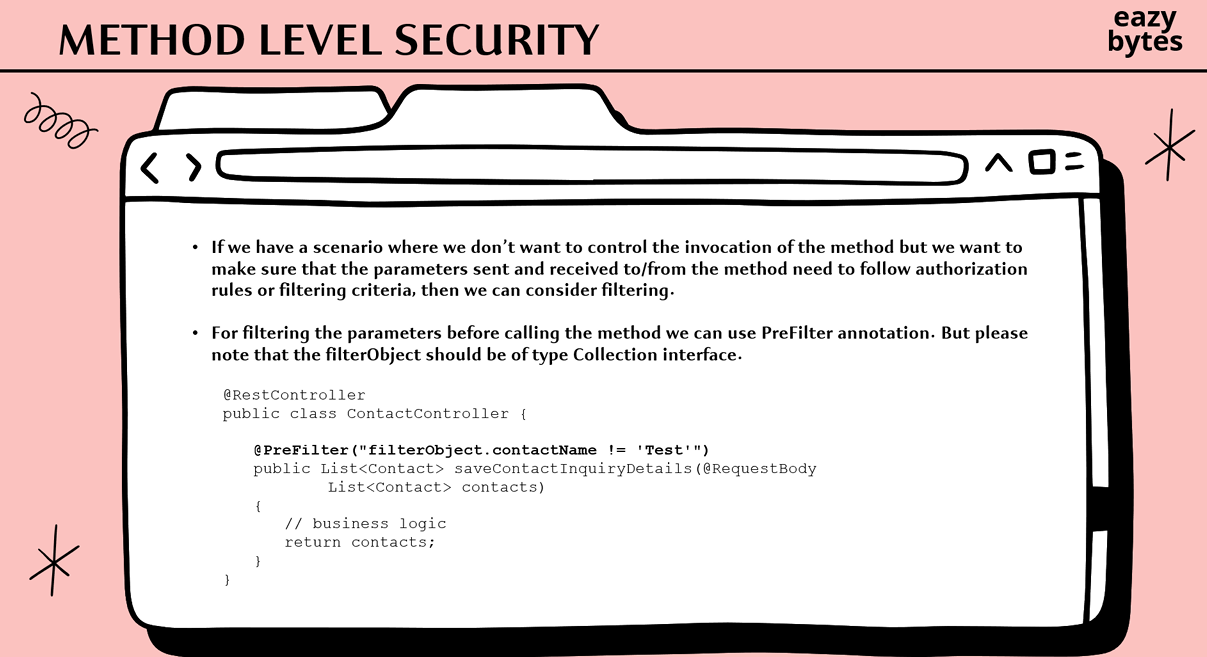 METHOD LEVEL SECURITY
eazy
bytes
• If we have a scenario where we don’t want to control the invocation of the method but we want to
make sure that the parameters sent and received to/from the method need to follow authorization
rules or filtering criteria, then we can consider filtering.
• For filtering the parameters before calling the method we can use PreFilter annotation. But please
note that the filterObject should be of type Collection interface.
@RestController
public class ContactController {
@PreFilter("filterObject.contactName != 'Test'")
public List<Contact> saveContactInquiryDetails(@RequestBody
List<Contact> contacts)
{
// business logic
return contacts;
}
}